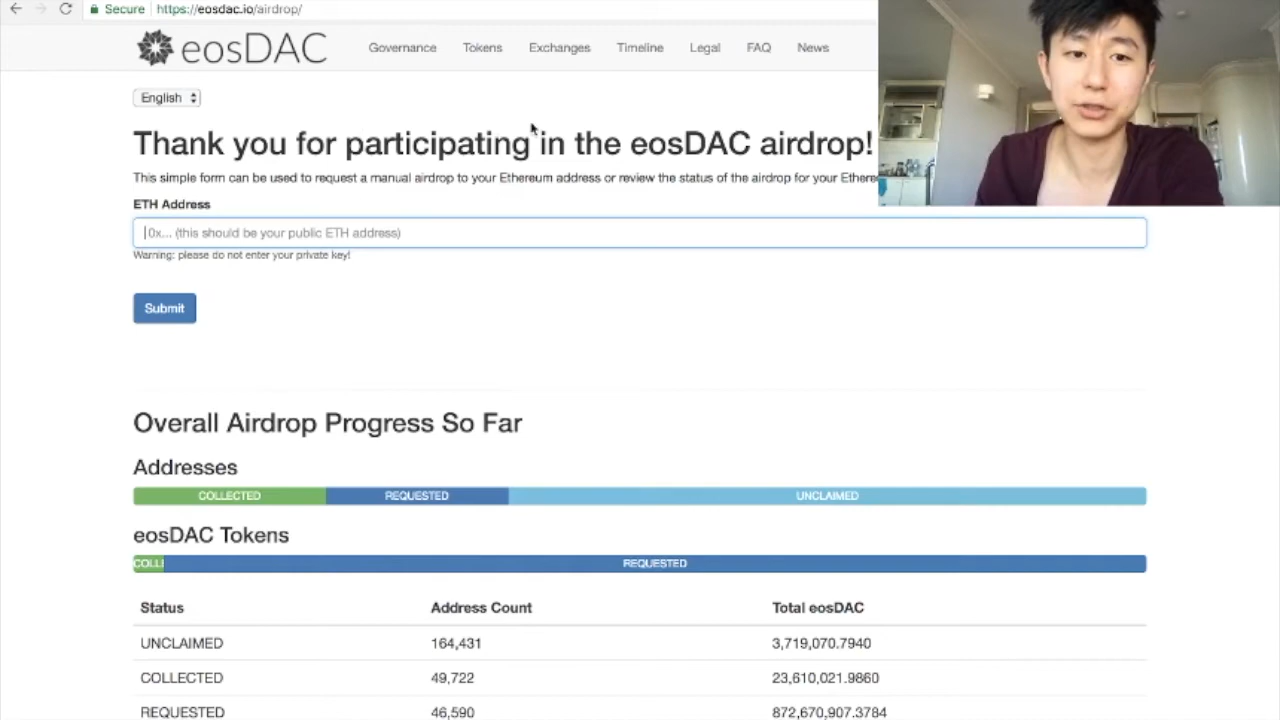 Secure https://eosdac.io/airdrop/
eosDAC Governance Tokens Exchanges Timeline Legal FAQ News
English
Thank you for participating in the eosDAC airdrop!
This simple form can be used to request a manual airdrop to your Ethereum address or review the status of the airdrop for your
ETH Address
0x... (this should be your public ETH address)
Warning: please do not enter your private key!
Submit
Overall Airdrop Progress So Far
Addresses
COLLECTED REQUESTED UNCLAIMED
eosDAC Tokens
REQUESTED
Status Address Count Total eosDAC
UNCLAIMED 164,431 3,719,070.7940
COLLECTED 49,722 23,610,021.9860
REQUESTED 46,590 872,670,907.3784